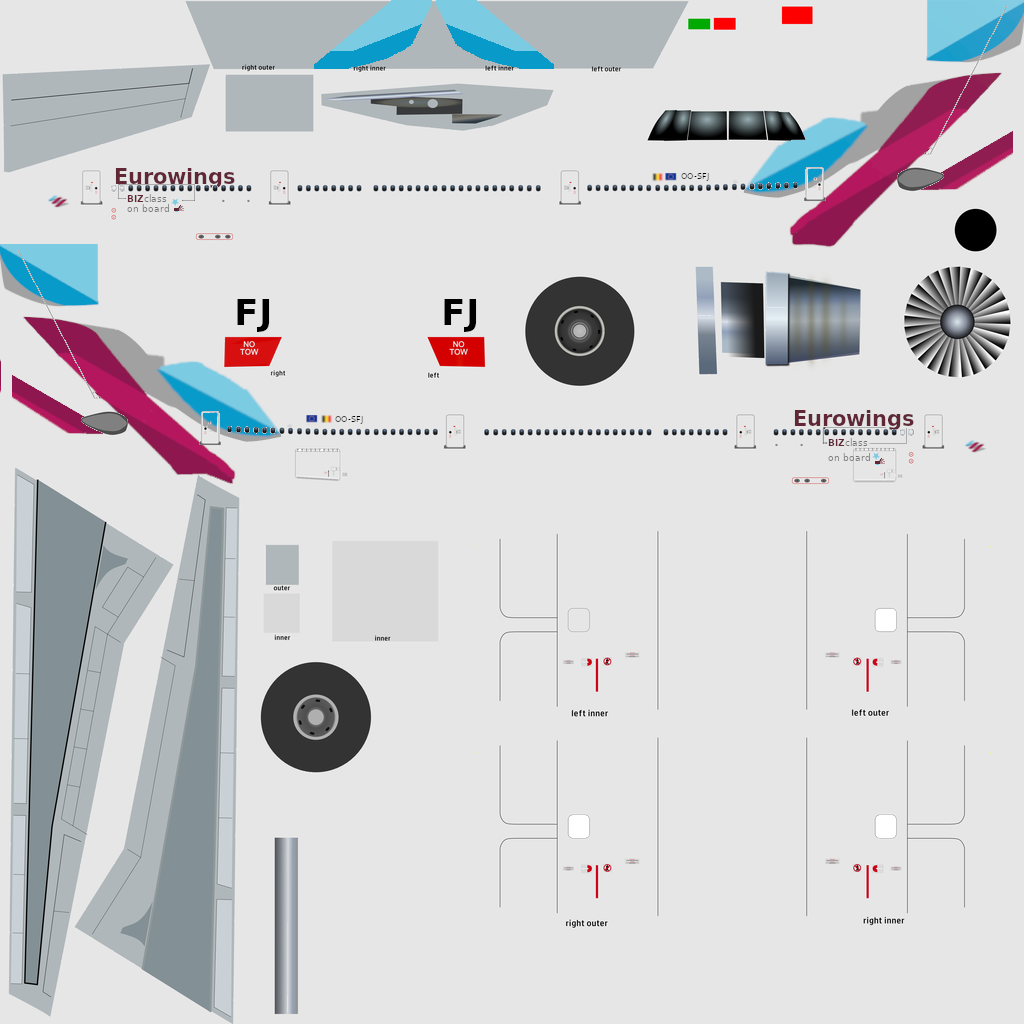 right outer
right inner
left inner
left outer
Eurowings
BIZclass
on board
OO-SFJ
FJ
NO
TOW
right
FJ
NO
TOW
left
OO-SFJ
Eurowings
BIZclass
on board
outer
inner
inner
left inner
left outer
right outer
right inner